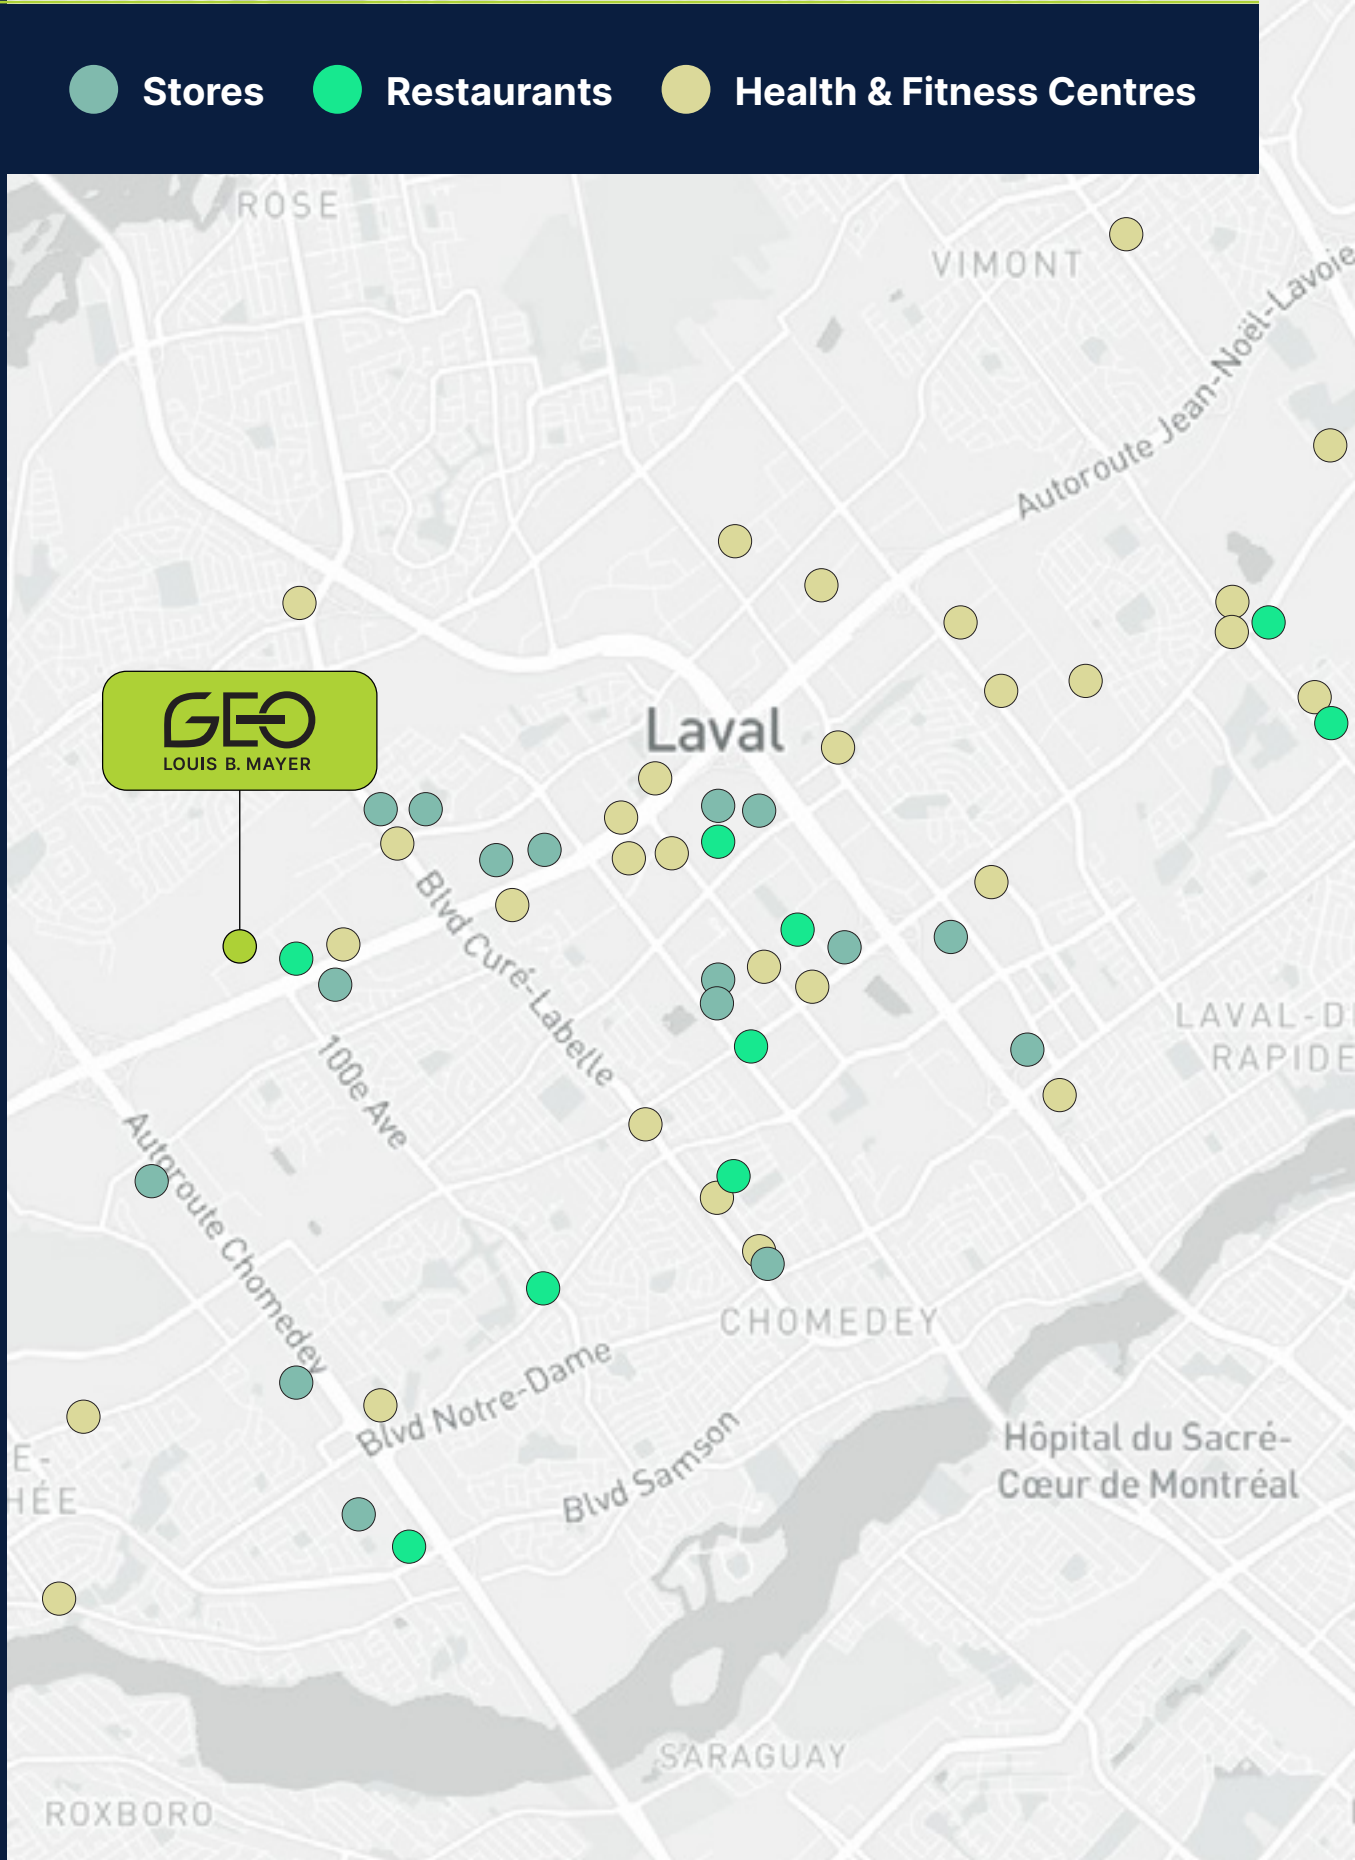 Stores
Restaurants
Health & Fitness Centres
ROSE
VIMONT
Autoroute Jean-Noël-Lavoie
GEO
LOUIS B. MAYER
Laval
Blvd Curé-Labelle
100e Ave
LAVAL-D
RAPIDE
Autoroute Chomedey
CHOMEDEY
Blvd Notre-Dame
Blvd Samson
E-
HÉE
Hôpital du Sacré-
Cœur de Montréal
SARAGUAY
ROXBORO